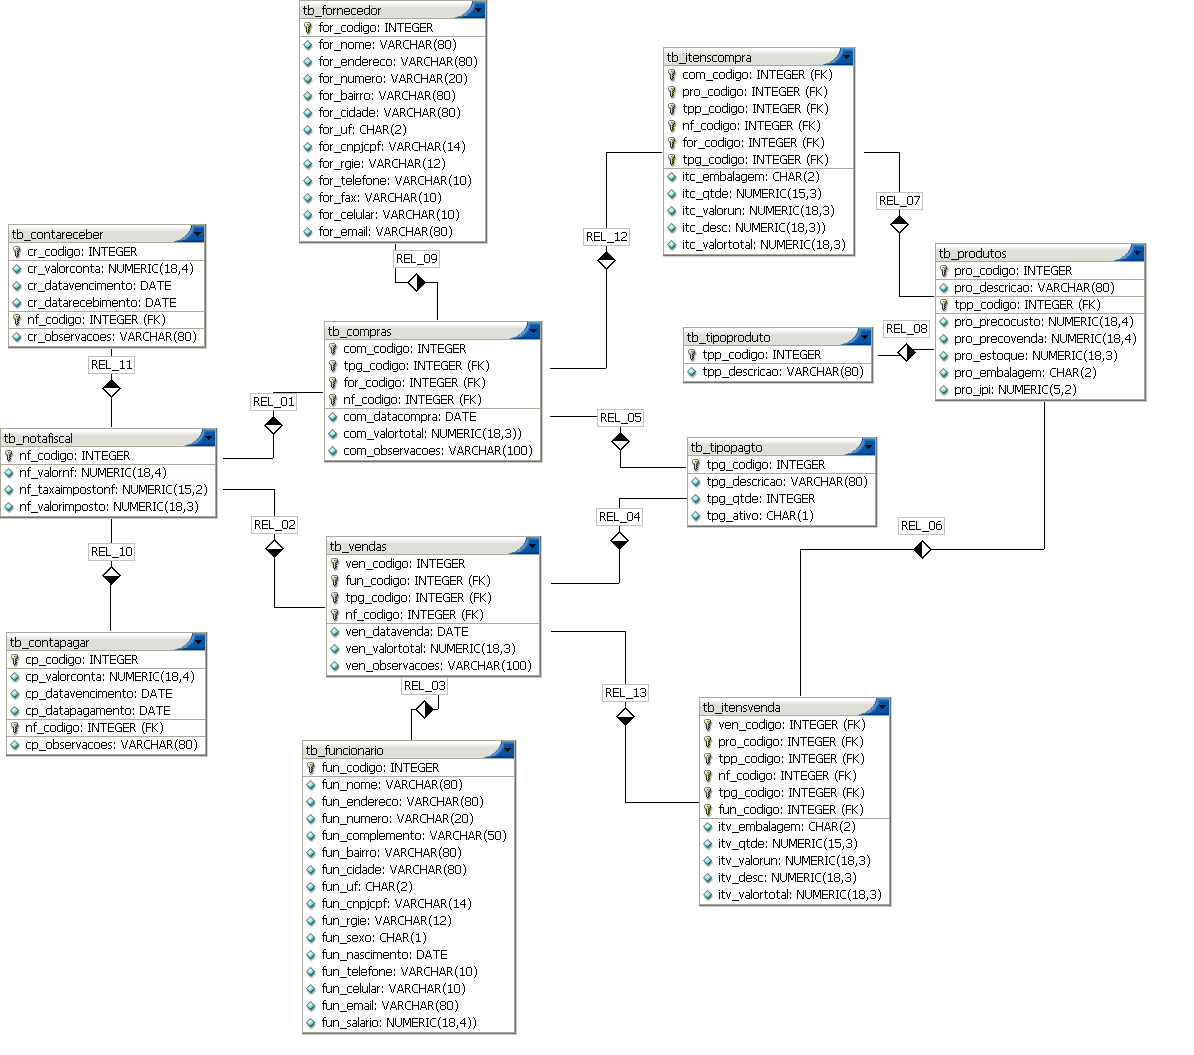 tb_fornecedor
for_codigo: INTEGER
for_nome: VARCHAR(80)
for_endereco: VARCHAR(80)
for_numero: VARCHAR(20)
for_bairro: VARCHAR(80)
for_cidade: VARCHAR(80)
for_uf: CHAR(2)
for_cnpjcpf: VARCHAR(14)
for_rgie: VARCHAR(12)
for_telefone: VARCHAR(10)
for_fax: VARCHAR(10)
for_celular: VARCHAR(10)
for_email: VARCHAR(80)
tb_itenscompra
com_codigo: INTEGER (FK)
pro_codigo: INTEGER (FK)
tpp_codigo: INTEGER (FK)
nf_codigo: INTEGER (FK)
for_codigo: INTEGER (FK)
tpg_codigo: INTEGER (FK)
itc_embalagem: CHAR(2)
itc_qtde: NUMERIC(15,3)
itc_valorun: NUMERIC(18,3)
itc_desc: NUMERIC(18,3))
itc_valortotal: NUMERIC(18,3)
REL_07
REL_12
REL_09
tb_contareceber
cr_codigo: INTEGER
cr_valorconta: NUMERIC(18,4)
cr_datavencimento: DATE
cr_datarecebimento: DATE
nf_codigo: INTEGER (FK)
cr_observacoes: VARCHAR(80)
REL_11
tb_produtos
pro_codigo: INTEGER
pro_descricao: VARCHAR(80)
tpp_codigo: INTEGER (FK)
pro_precocusto: NUMERIC(18,4)
pro_precovenda: NUMERIC(18,4)
pro_estoque: NUMERIC(18,3)
pro_embalagem: CHAR(2)
pro_ipi: NUMERIC(5,2)
REL_08
tb_tipoproduto
tpp_codigo: INTEGER
tpp_descricao: VARCHAR(80)
tb_compras
com_codigo: INTEGER
tpg_codigo: INTEGER (FK)
for_codigo: INTEGER (FK)
nf_codigo: INTEGER (FK)
com_datacompra: DATE
com_valortotal: NUMERIC(18,3))
com_observacoes: VARCHAR(100)
REL_01
REL_05
tb_notafiscal
nf_codigo: INTEGER
nf_valornf: NUMERIC(18,4)
nf_taxaimpostonf: NUMERIC(15,2)
nf_valorimposto: NUMERIC(18,3)
tb_tipopagto
tpg_codigo: INTEGER
tpg_descricao: VARCHAR(80)
tpg_qtde: INTEGER
tpg_ativo: CHAR(1)
REL_02
REL_04
REL_06
REL_10
tb_vendas
ven_codigo: INTEGER
fun_codigo: INTEGER (FK)
tpg_codigo: INTEGER (FK)
nf_codigo: INTEGER (FK)
ven_datavenda: DATE
ven_valortotal: NUMERIC(18,3)
ven_observacoes: VARCHAR(100)
tb_contapagar
cp_codigo: INTEGER
cp_valorconta: NUMERIC(18,4)
cp_datavencimento: DATE
cp_datapagamento: DATE
nf_codigo: INTEGER (FK)
cp_observacoes: VARCHAR(80)
REL_03
REL_13
tb_itensvenda
ven_codigo: INTEGER (FK)
pro_codigo: INTEGER (FK)
tpp_codigo: INTEGER (FK)
nf_codigo: INTEGER (FK)
tpg_codigo: INTEGER (FK)
fun_codigo: INTEGER (FK)
itv_embalagem: CHAR(2)
itv_qtde: NUMERIC(15,3)
itv_valorun: NUMERIC(18,3)
itv_desc: NUMERIC(18,3)
itv_valortotal: NUMERIC(18,3)
tb_funcionario
fun_codigo: INTEGER
fun_nome: VARCHAR(80)
fun_endereco: VARCHAR(80)
fun_numero: VARCHAR(20)
fun_complemento: VARCHAR(50)
fun_bairro: VARCHAR(80)
fun_cidade: VARCHAR(80)
fun_uf: CHAR(2)
fun_cnpjcpf: VARCHAR(14)
fun_rgie: VARCHAR(12)
fun_sexo: CHAR(1)
fun_nascimento: DATE
fun_telefone: VARCHAR(10)
fun_celular: VARCHAR(10)
fun_email: VARCHAR(80)
fun_salario: NUMERIC(18,4))